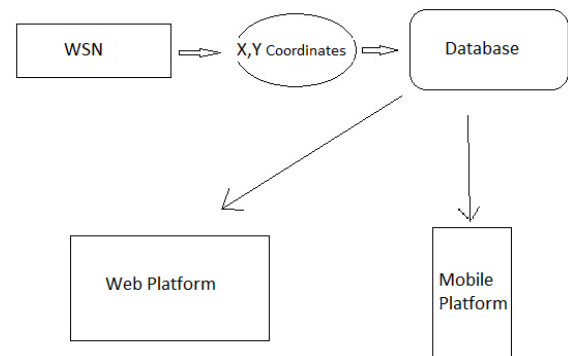 WSN
X,Y Coordinates
Database
Web Platform
Mobile
Platform